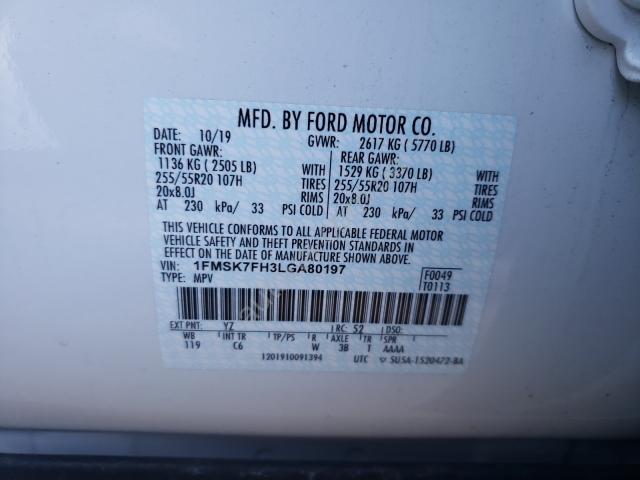 MFD. BY FORD MOTOR CO.
DATE: 10/19 GVWR: 2617 KG ( 5770 LB)
FRONT GAWR: REAR GAWR:
1136 KG ( 2505 LB) WITH 1529 KG ( 3370 LB) WITH
255/55R20 107H TIRES 255/55R20 107H TIRES
20x8.0J RIMS 20x8.0J RIMS
AT 230 kPa/ 33 PSI COLD AT 230 kPa/ 33 PSI COLD
THIS VEHICLE CONFORMS TO ALL APPLICABLE FEDERAL MOTOR
VEHICLE SAFETY AND THEFT PREVENTION STANDARDS IN
EFFECT ON THE DATE OF MANUFACTURE SHOWN ABOVE.
VIN: 1FMSK7FH3LGA80197 F0049
TYPE: MPV T0113
EXT PNT: YZ RC: 52 DSO:
WB INT TR TP/PS R AXLE TR SPR
119 C6 W 3B T AAAA
1201910091394 UTC SU5A-1520472-BA